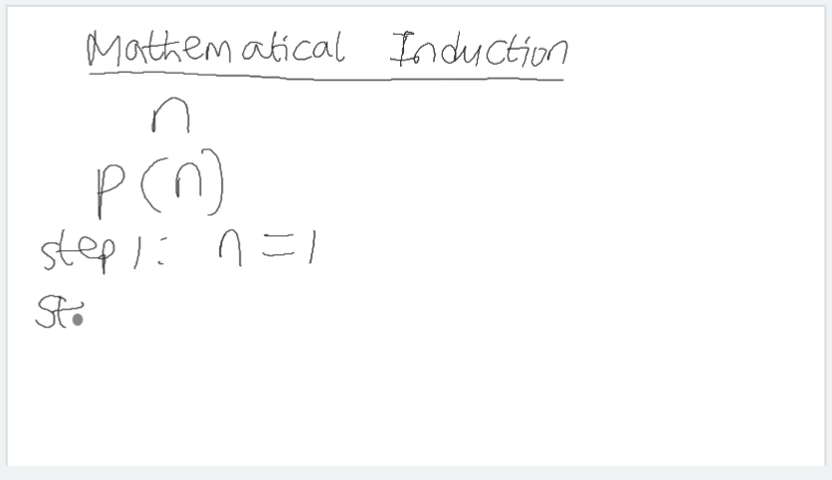 Mathematical Induction
n
P(n)
step 1: n = 1
St